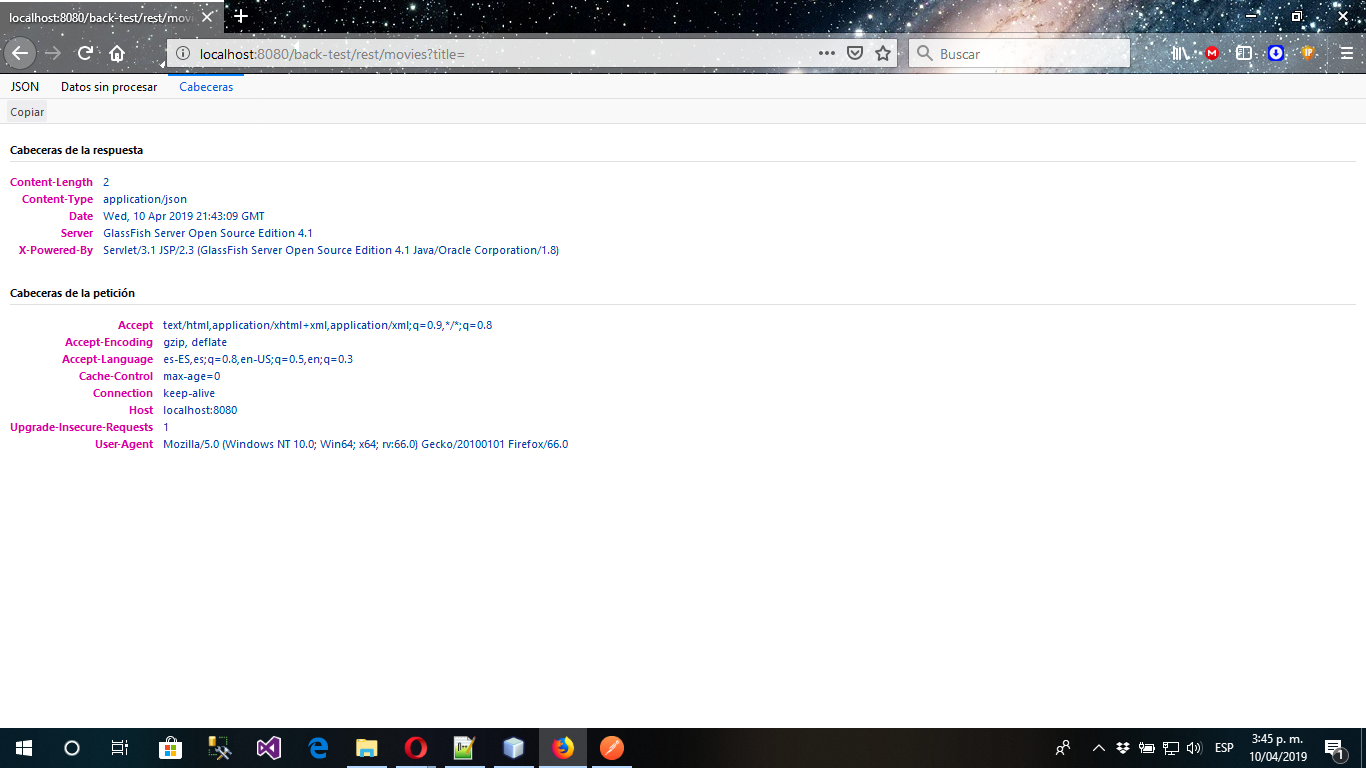 localhost:8080/back-test/rest/movi
localhost:8080/back-test/rest/movies?title=
Buscar
JSON Datos sin procesar Cabeceras
Copiar
Cabeceras de la respuesta
Content-Length 2
Content-Type application/json
Date Wed, 10 Apr 2019 21:43:09 GMT
Server GlassFish Server Open Source Edition 4.1
X-Powered-By Servlet/3.1 JSP/2.3 (GlassFish Server Open Source Edition 4.1 Java/Oracle Corporation/1.8)
Cabeceras de la petición
Accept text/html,application/xhtml+xml,application/xml;q=0.9,*/*;q=0.8
Accept-Encoding gzip, deflate
Accept-Language es-ES,es;q=0.8,en-US;q=0.5,en;q=0.3
Cache-Control max-age=0
Connection keep-alive
Host localhost:8080
Upgrade-Insecure-Requests 1
User-Agent Mozilla/5.0 (Windows NT 10.0; Win64; x64; rv:66.0) Gecko/20100101 Firefox/66.0
ESP
3:45 p. m.
10/04/2019
1